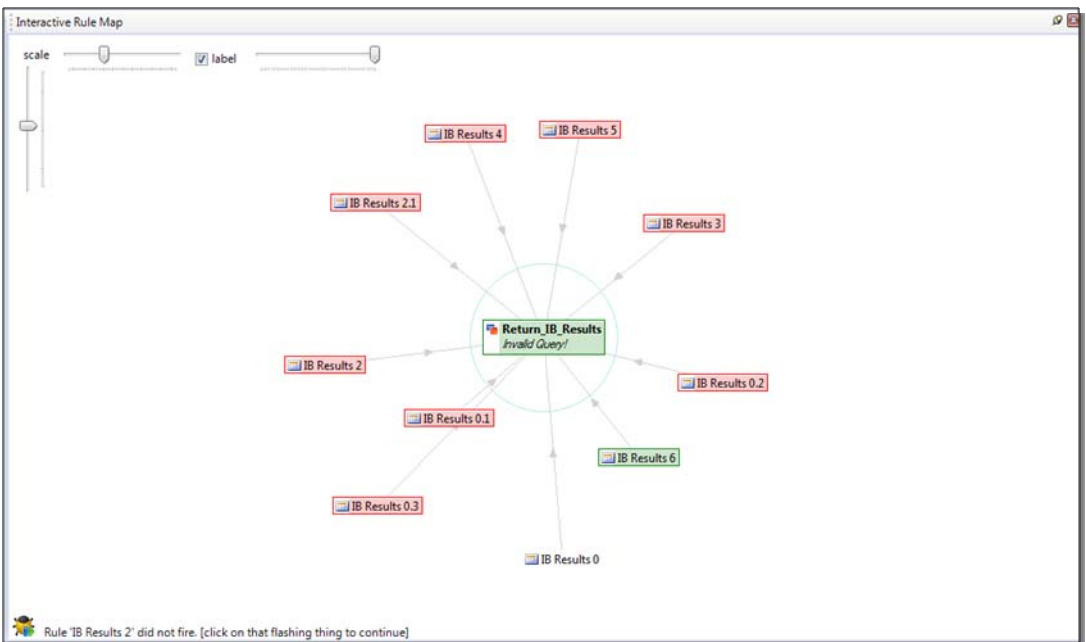 Interactive Rule Map
scale
label
IB Results 4
IB Results 5
IB Results 2.1
IB Results 3
Return_IB_Results
Invalid Query!
IB Results 2
IB Results 0.2
IB Results 0.1
IB Results 6
IB Results 0.3
IB Results 0
Rule 'IB Results 2' did not fire. [click on that flashing thing to continue]